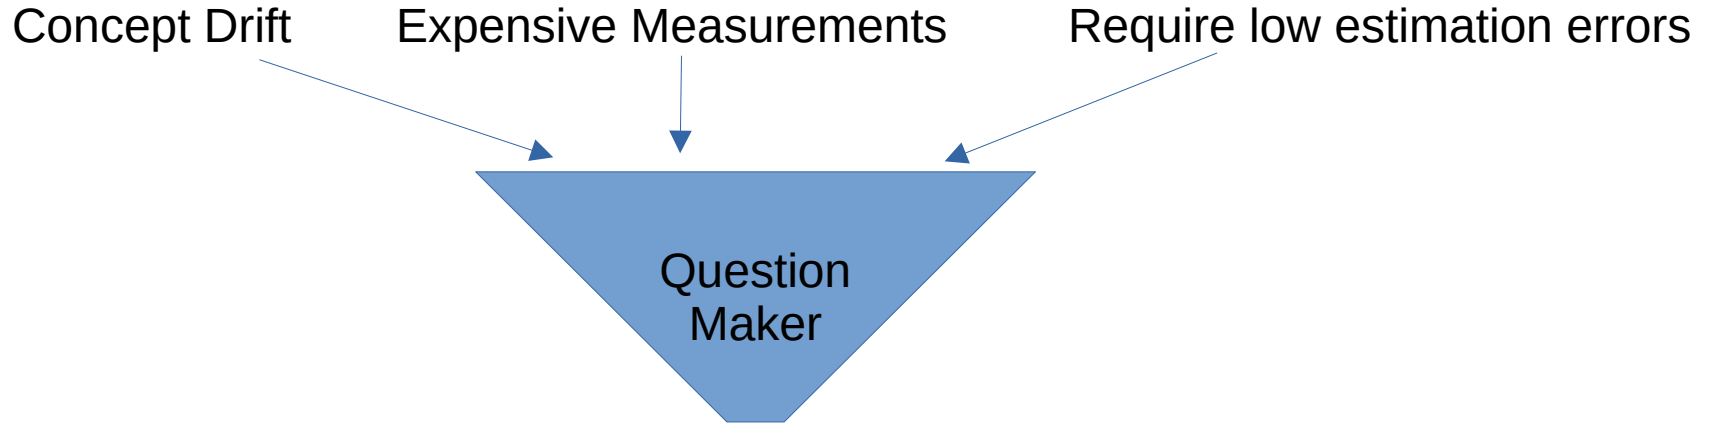 Concept Drift
Expensive Measurements
Require low estimation errors
Question
Maker